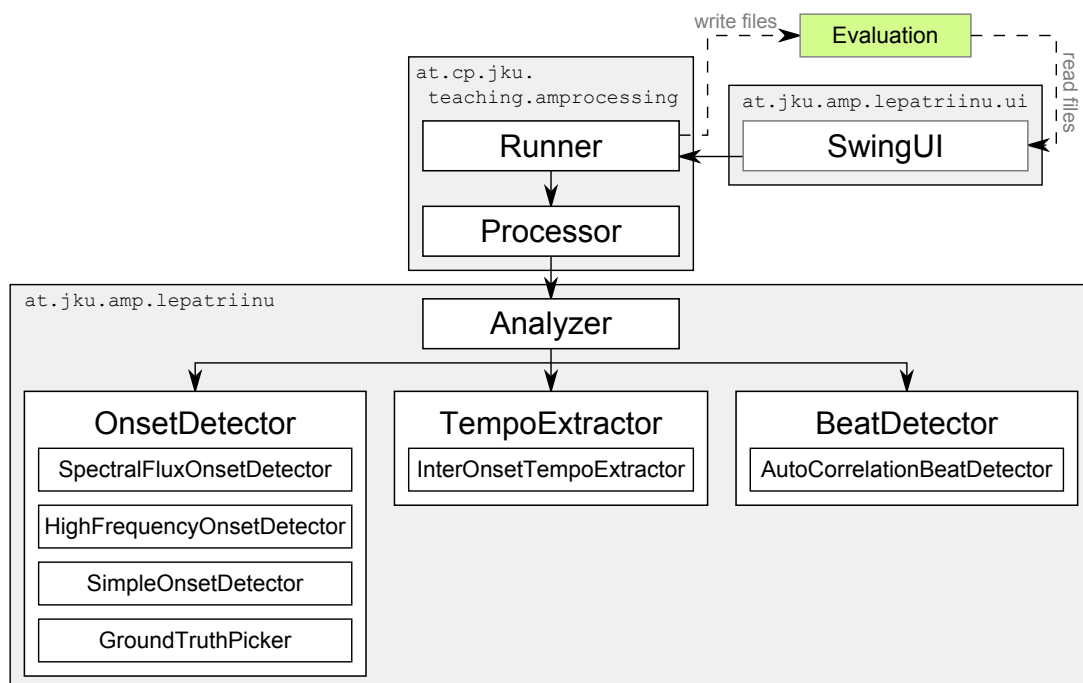 write files
Evaluation
read files
at.cp.jku.
teaching.amprocessing
Runner
at.jku.amp.lepatriinu.ui
SwingUI
Processor
at.jku.amp.lepatriinu
Analyzer
OnsetDetector
SpectralFluxOnsetDetector
HighFrequencyOnsetDetector
SimpleOnsetDetector
GroundTruthPicker
TempoExtractor
InterOnsetTempoExtractor
BeatDetector
AutoCorrelationBeatDetector